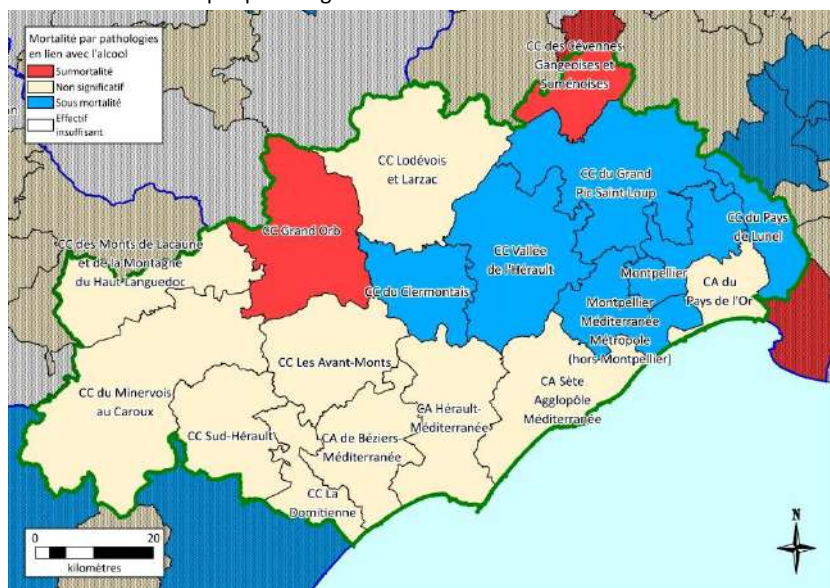 Mortalité par pathologies
en lien avec l'alcool
Surmortalité
Non significatif
Sous mortalité
Effectif
insuffisant
CC des Cévennes
Gangeoises et
Suménoises
CC Lodévois
et Larzac
CC du Grand
Pic Saint-Loup
CC Grand Orb
CC du Pays
de Lunel
CC des Monts de Lacaune
et de la Montagne
du Haut Languedoc
CC Vallée
de l'Hérault
Montpellier
CA du
Pays de l'Or
CC du Clermontais
Montpellier
Méditerranée
Métropole
(hors Montpellier)
CC Les Avant-Monts
CC du Minervois
au Caroux
CA Sète
Agglopôle
Méditerranée
CA Hérault-
Méditerranée
CC Sud-Hérault
CA de Béziers-
Méditerranée
CC La
Domitienne
0 20
kilomètres
N